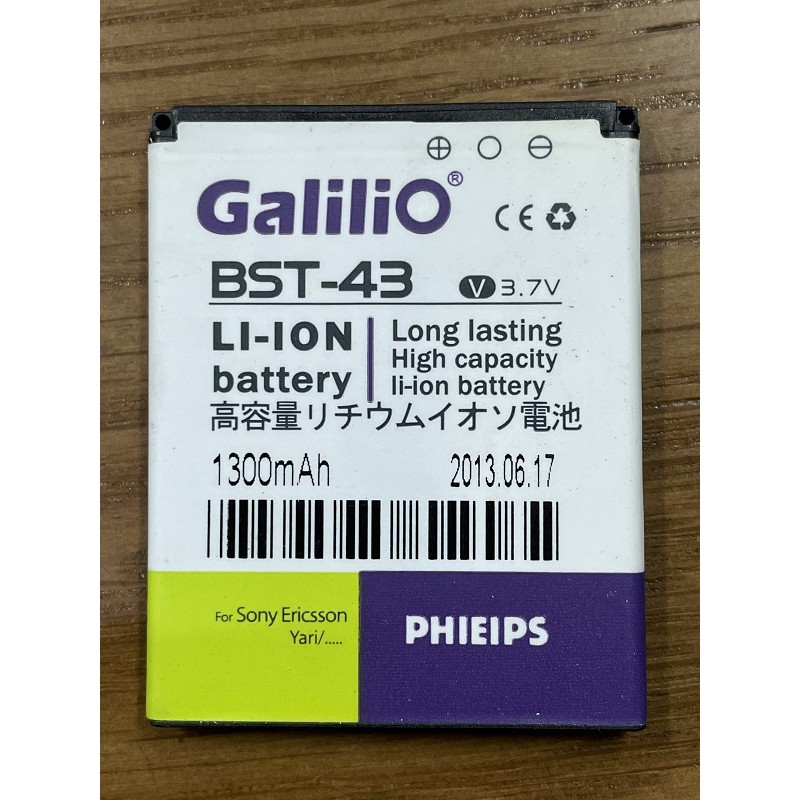 GaliliO®
CE
BST-43 V 3.7V
LI-ION
battery
Long lasting
High capacity
li-ion battery
高容量リチウムイオソ電池
1300mAh 2013.06.17
For Sony Ericsson
Yari/.....
PHIEIPS